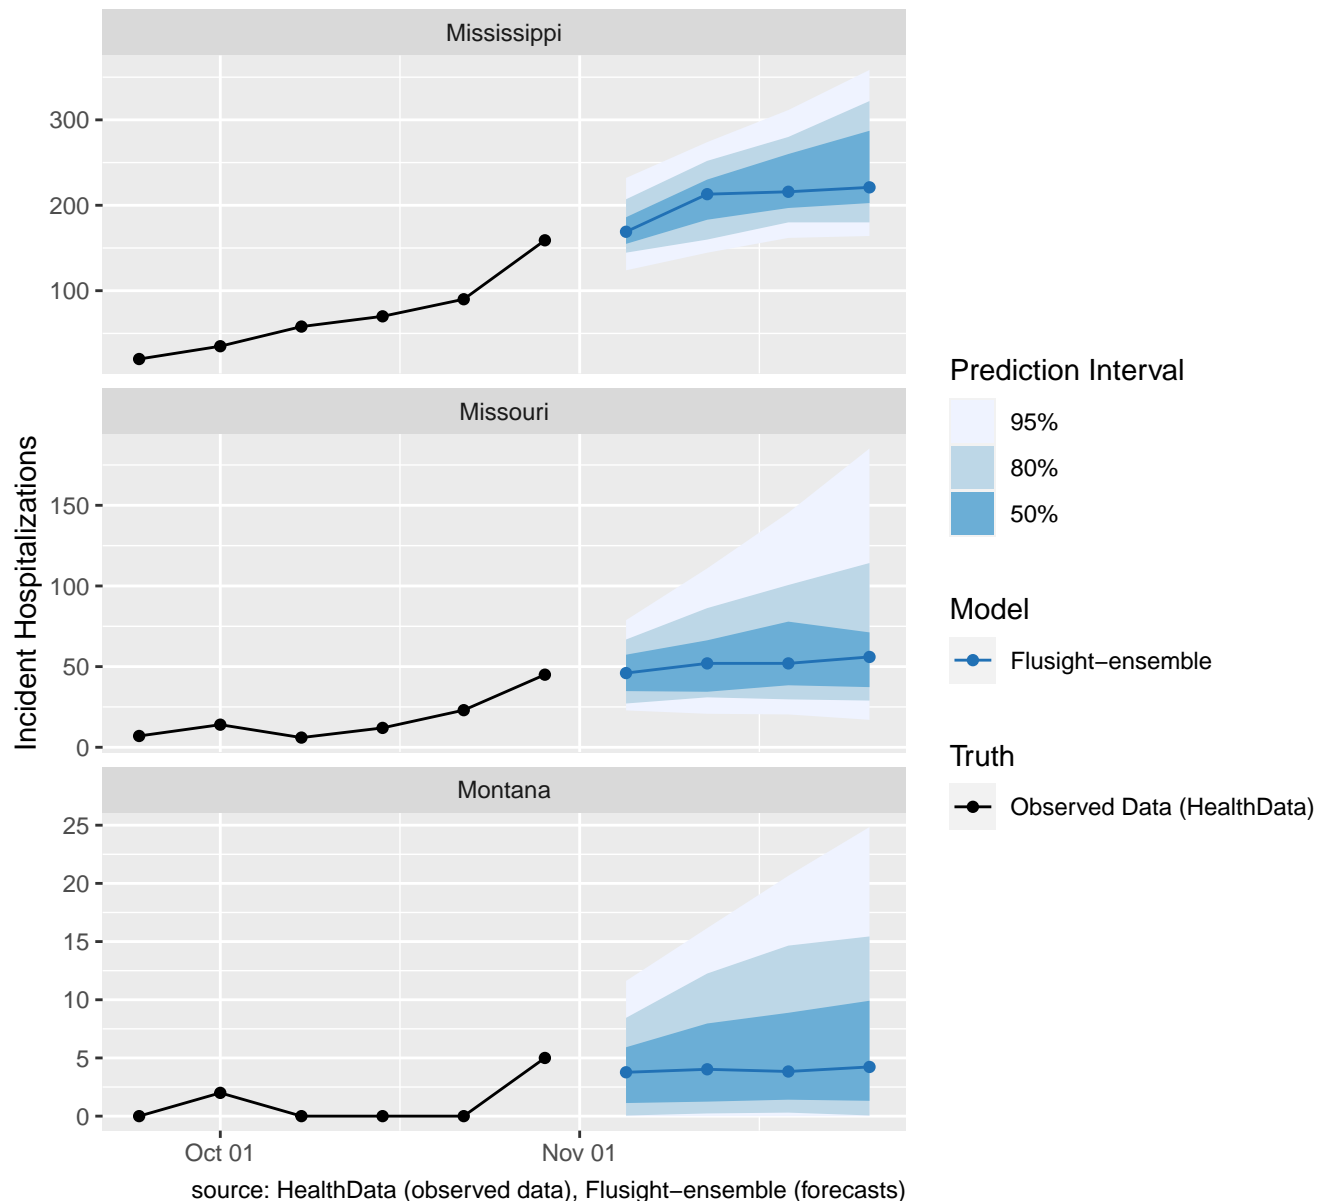 Mississippi
300
200
100
Missouri
150
100
50
0
Montana
25
20
15
10
5
0
Oct 01
Nov 01
Incident Hospitalizations
source: HealthData (observed data), Flusight−ensemble (forecasts)
Prediction Interval
95%
80%
50%
Model
Flusight−ensemble
Truth
Observed Data (HealthData)